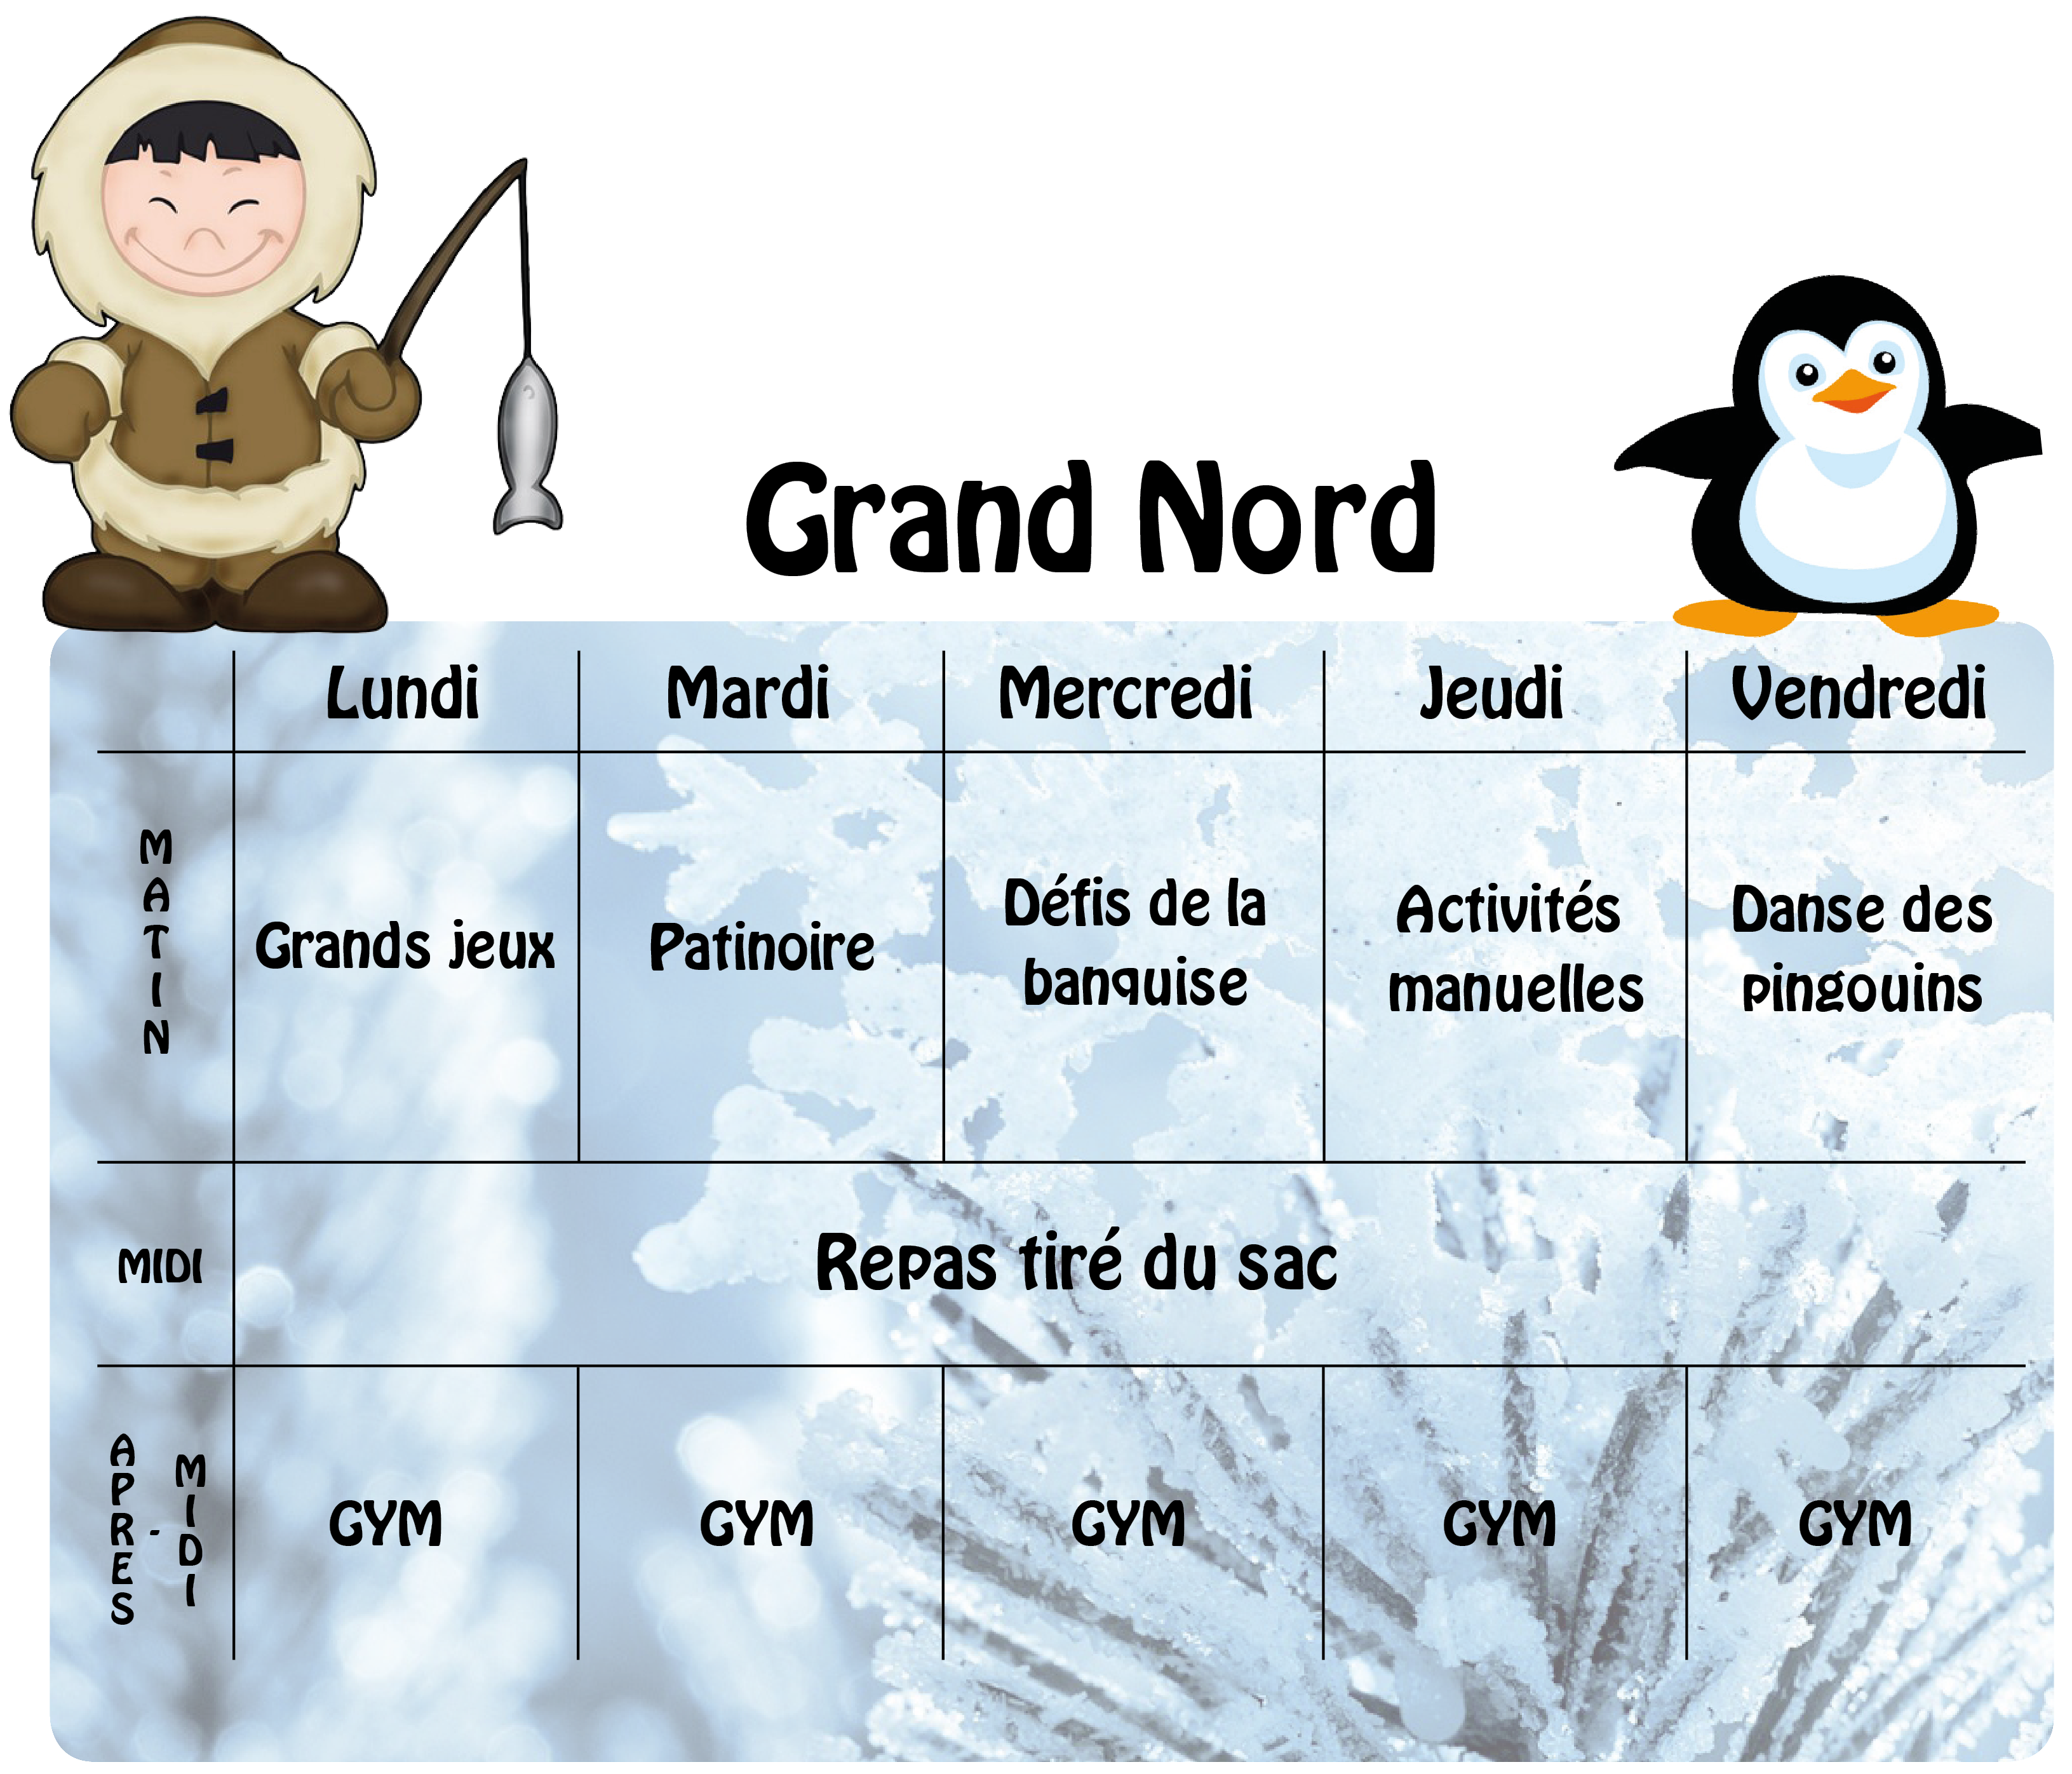 Grand Nord
Lundi Mardi Mercredi Jeudi Vendredi
MATIN
Grands jeux
Patinoire
Défis de la
banquise
Activités
manuelles
Danse des
pingouins
MIDI
Repas tiré du sac
APRES - MIDI
GYM GYM GYM GYM GYM